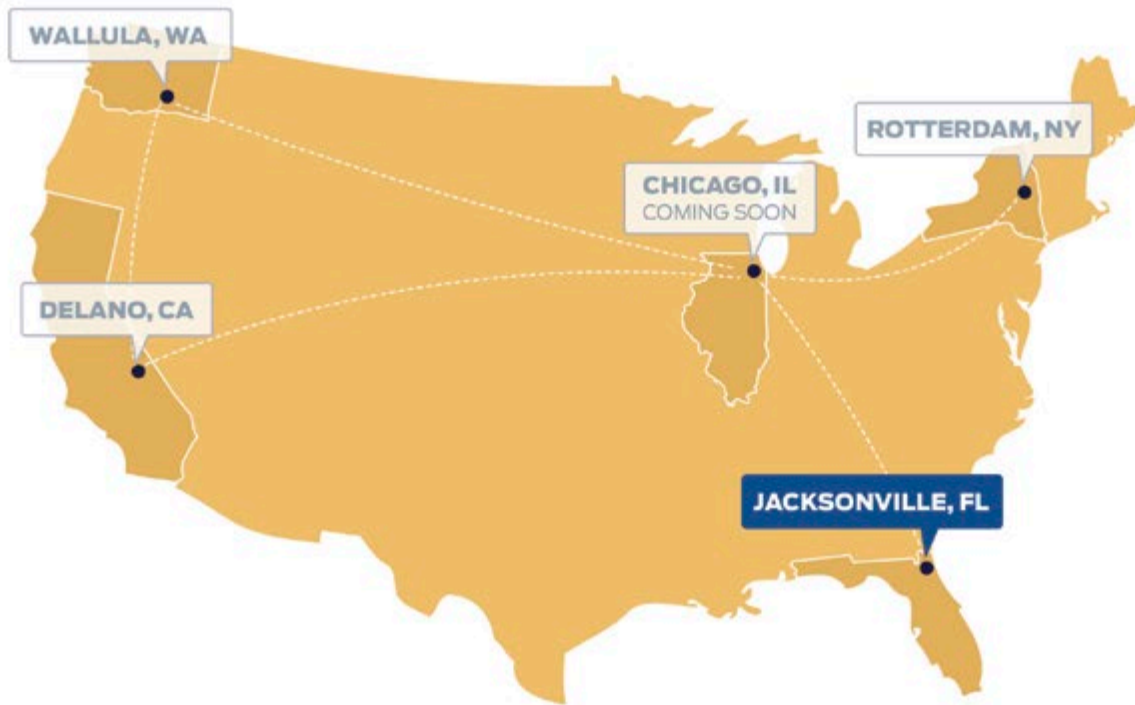 WALLULA, WA
ROTTERDAM, NY
CHICAGO, IL
COMING SOON
DELANO, CA
JACKSONVILLE, FL